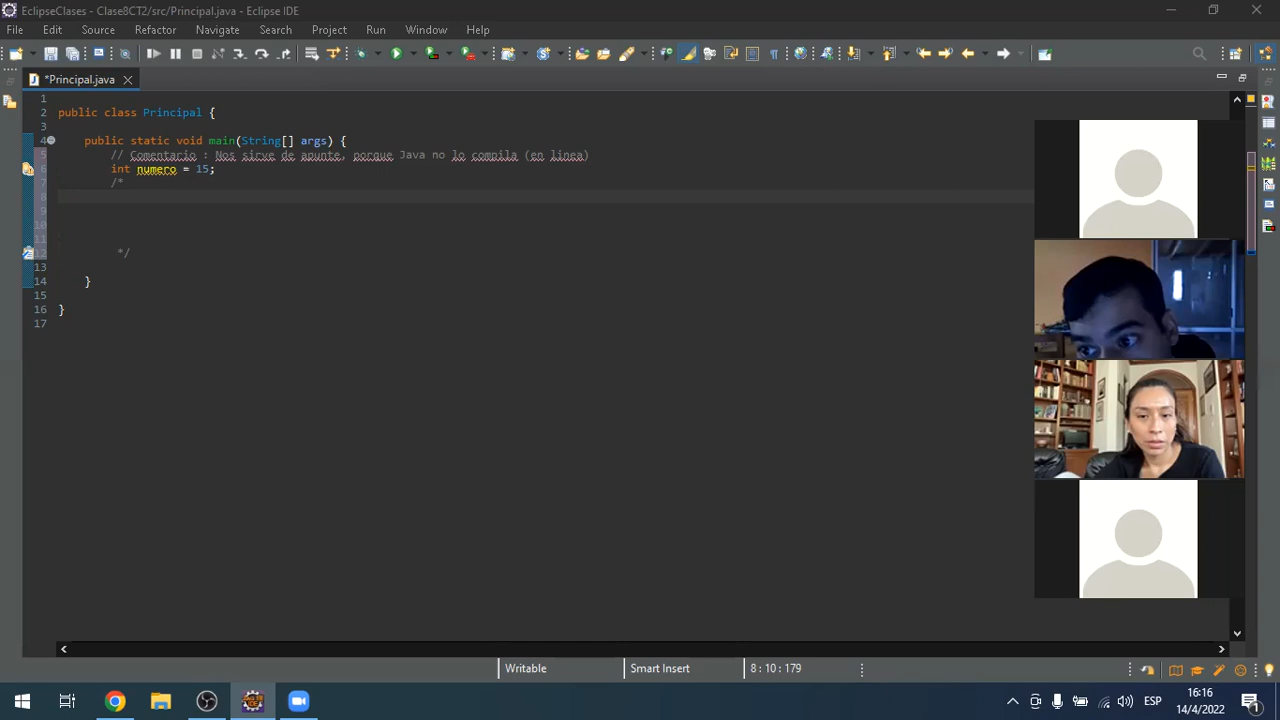 EclipseClases - Clase8CT2/src/Principal.java - Eclipse IDE
File Edit Source Refactor Navigate Search Project Run Window Help
*Principal.java
1
2 public class Principal {
3
4 public static void main(String[] args) {
5 // Comentario : Nos sirve de apunte, porque Java no lo compila (en linea)
6 int numero = 15;
7 /*
8
9
10
11
12 */
13
14 }
15
16 }
17
Writable Smart Insert 8 : 10 : 179
ESP 16:16
14/4/2022
1